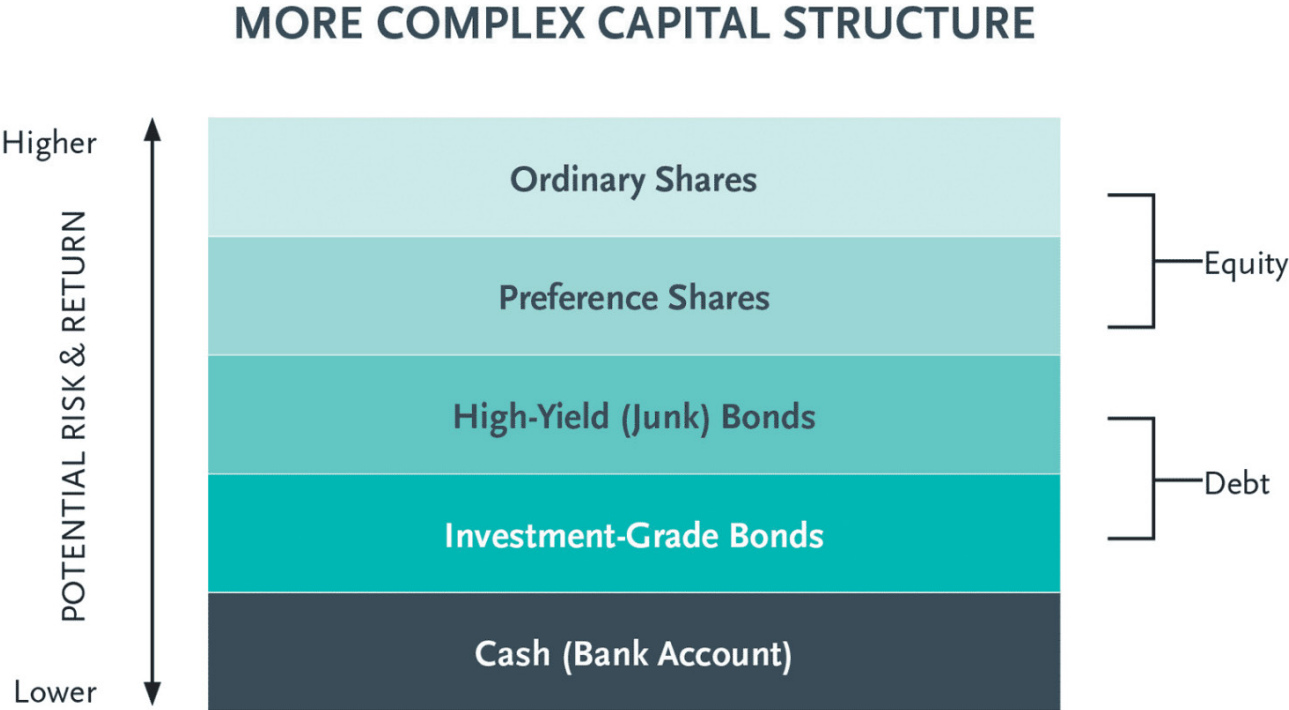 MORE COMPLEX CAPITAL STRUCTURE
Higher
POTENTIAL RISK & RETURN
Lower
Ordinary Shares
Preference Shares
High-Yield (Junk) Bonds
Investment-Grade Bonds
Cash (Bank Account)
Equity
Debt